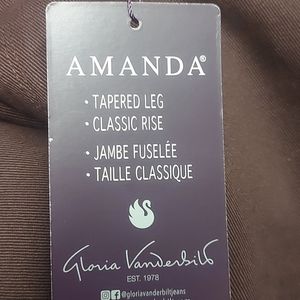 AMANDA®
• TAPERED LEG
• CLASSIC RISE
• JAMBE FUSELÉE
• TAILLE CLASSIQUE
Gloria Vanderbilt
EST. 1978
@gloriavanderbiltjeans